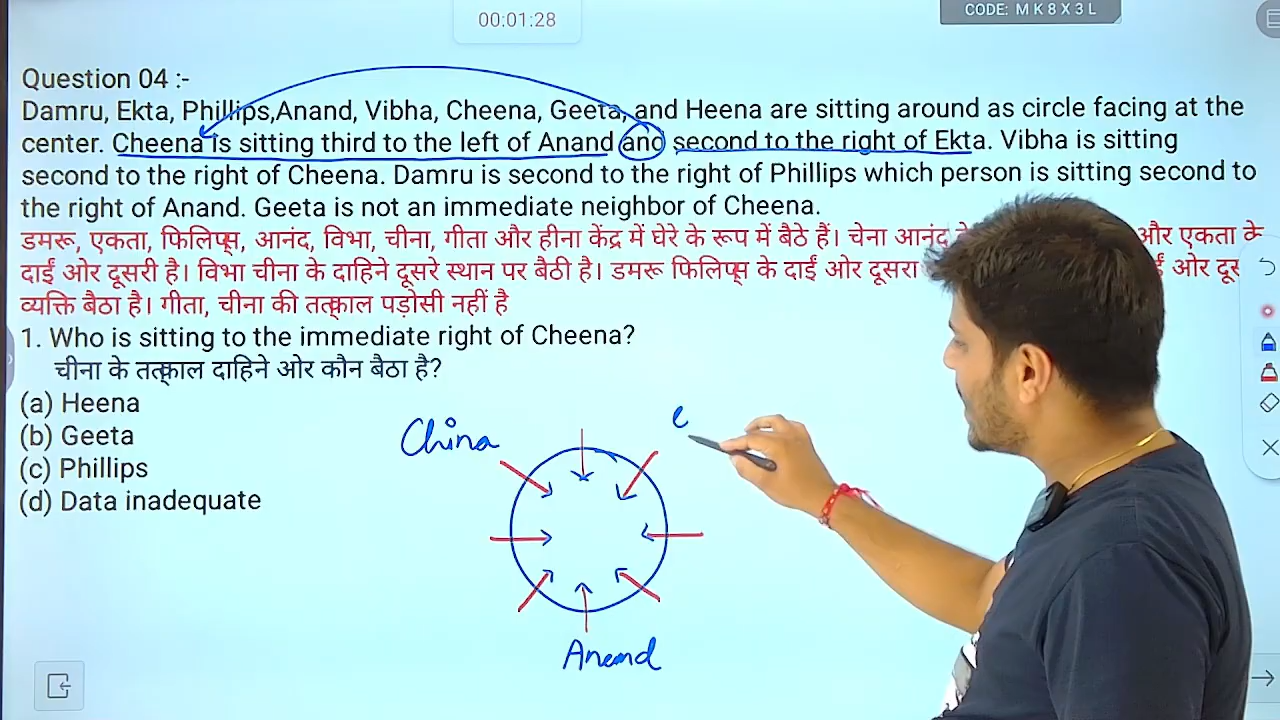 00:01:28
CODE: M K 8 X 3 L
Question 04 :-
Damru, Ekta, Phillips,Anand, Vibha, Cheena, Geeta, and Heena are sitting around as circle facing at the
center. Cheena is sitting third to the left of Anand and second to the right of Ekta. Vibha is sitting
second to the right of Cheena. Damru is second to the right of Phillips which person is sitting second to
the right of Anand. Geeta is not an immediate neighbor of Cheena.
डमरू, एकता, फिलिप्स, आनंद, विभा, चीना, गीता और हीना केंद्र में घेरे के रूप में बैठे हैं। चेना आनंद और एकता के
दाईं ओर दूसरी है। विभा चीना के दाहिने दूसरे स्थान पर बैठी है। डमरू फिलिप्स के दाईं ओर दूसरा ओर
व्यक्ति बैठा है। गीता, चीना की तत्काल पड़ोसी नहीं है
1. Who is sitting to the immediate right of Cheena?
चीना के तत्काल दाहिने ओर कौन बैठा है?
(a) Heena
(b) Geeta
(c) Phillips
(d) Data inadequate
China
e
Anand